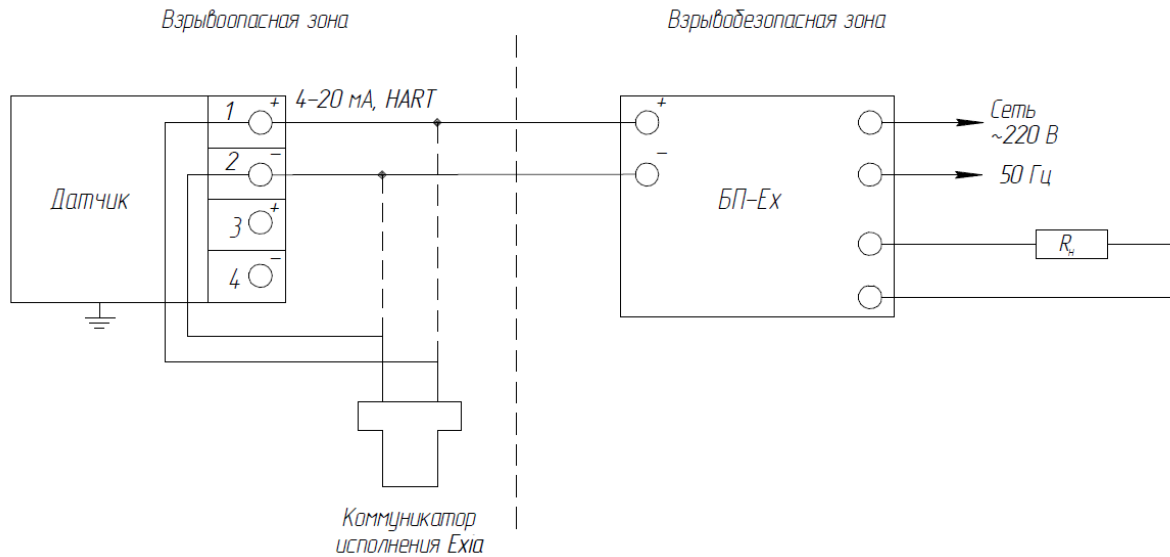 Взрывоопасная зона
Взрывобезопасная зона
1 +
4-20 мА, HART
+
Сеть
~220 В
2 −
−
50 Гц
Датчик
БП-Ex
3 +
Rн
4 −
Коммуникатор
исполнения Exia